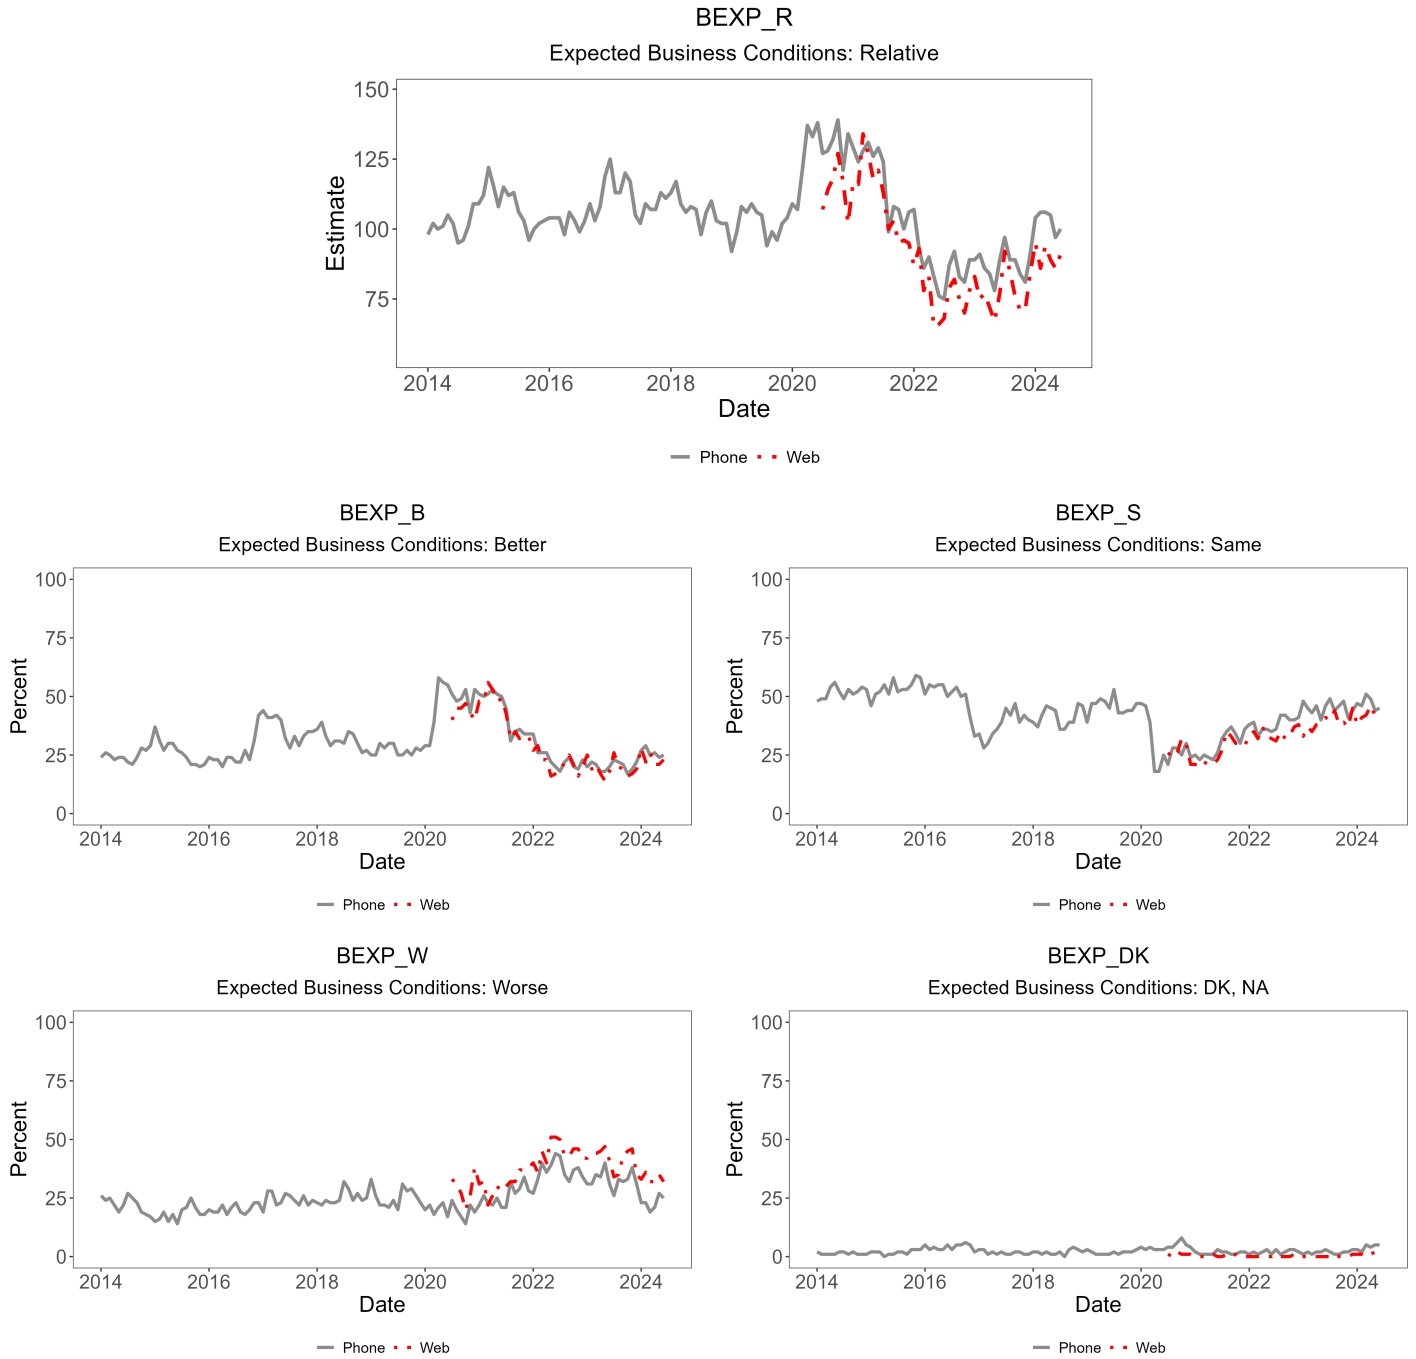 BEXP_R
Expected Business Conditions: Relative
Estimate
150
125
100
75
2014 2016 2018 2020 2022 2024
Date
Phone Web
BEXP_B
Expected Business Conditions: Better
Percent
100
75
50
25
0
2014 2016 2018 2020 2022 2024
Date
Phone Web
BEXP_S
Expected Business Conditions: Same
Percent
100
75
50
25
0
2014 2016 2018 2020 2022 2024
Date
Phone Web
BEXP_W
Expected Business Conditions: Worse
Percent
100
75
50
25
0
2014 2016 2018 2020 2022 2024
Date
Phone Web
BEXP_DK
Expected Business Conditions: DK, NA
Percent
100
75
50
25
0
2014 2016 2018 2020 2022 2024
Date
Phone Web